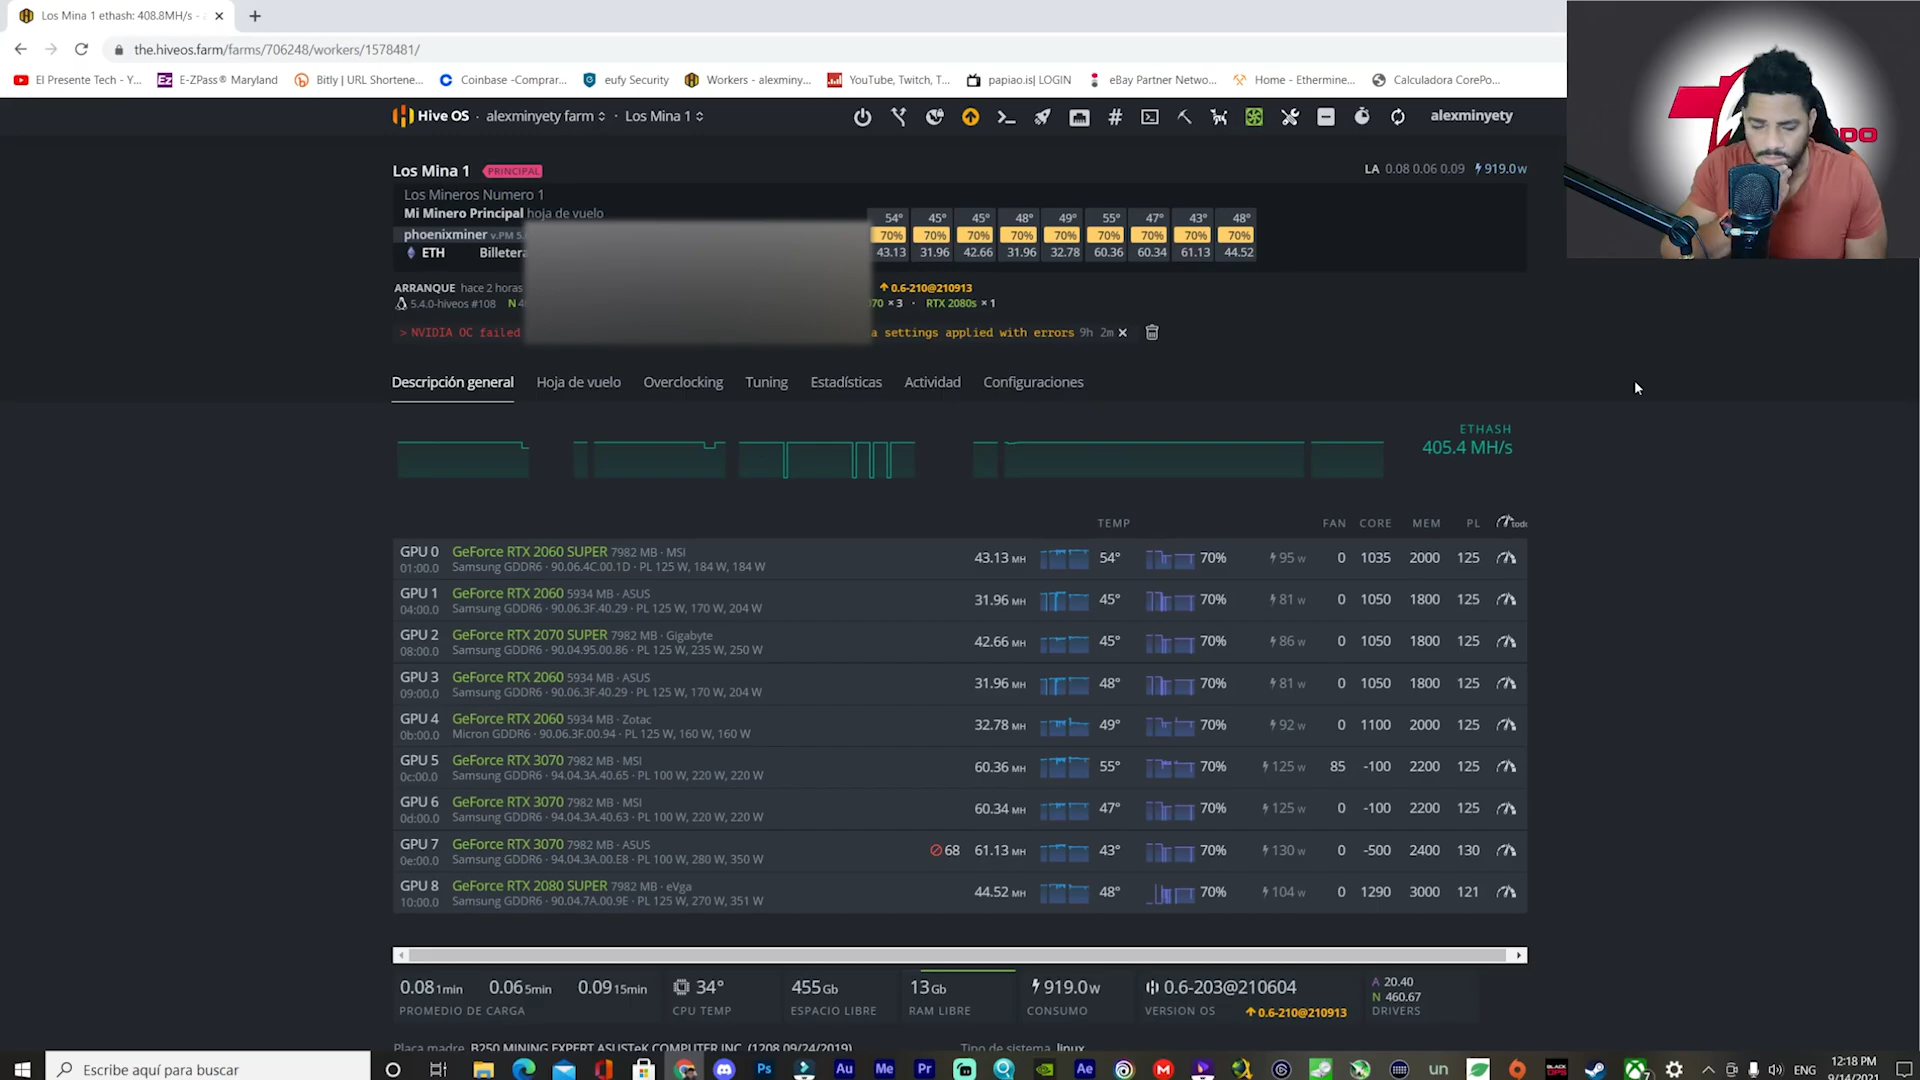 Los Mina 1 ethash: 408.8MH/s -
the.hiveos.farm/farms/706248/workers/1578481/
El Presente Tech - Y... E-ZPass® Maryland Bitly | URL Shortene... Coinbase -Comprar... eufy Security Workers - alexminy... YouTube, Twitch, T... papiao.is| LOGIN eBay Partner Netwo... Home - Ethermine... Calculadora CorePo...
Hive OS · alexminyety farm · Los Mina 1 alexminyety
Los Mina 1 PRINCIPAL LA 0.08 0.06 0.09 919.0 w
Los Mineros Numero 1
Mi Minero Principal hoja de vuelo 54° 45° 45° 48° 49° 55° 47° 43° 48°
phoenixminer v.PM 5. 70% 70% 70% 70% 70% 70% 70% 70% 70%
ETH Billetera 43.13 31.96 42.66 31.96 32.78 60.36 60.34 61.13 44.52
ARRANQUE hace 2 horas 0.6-210@210913
5.4.0-hiveos #108 N 70 × 3 · RTX 2080s × 1
> NVIDIA OC failed a settings applied with errors 9h 2m
Descripción general Hoja de vuelo Overclocking Tuning Estadísticas Actividad Configuraciones
ETHASH
405.4 MH/s
TEMP FAN CORE MEM PL todo
GPU 0 GeForce RTX 2060 SUPER 7982 MB · MSI 43.13 MH 54° 70% 95 W 0 1035 2000 125
01:00.0 Samsung GDDR6 · 90.06.4C.00.1D · PL 125 W, 184 W, 184 W
GPU 1 GeForce RTX 2060 5934 MB · ASUS 31.96 MH 45° 70% 81 W 0 1050 1800 125
04:00.0 Samsung GDDR6 · 90.06.3F.40.29 · PL 125 W, 170 W, 204 W
GPU 2 GeForce RTX 2070 SUPER 7982 MB · Gigabyte 42.66 MH 45° 70% 86 W 0 1050 1800 125
08:00.0 Samsung GDDR6 · 90.04.95.00.86 · PL 125 W, 235 W, 250 W
GPU 3 GeForce RTX 2060 5934 MB · ASUS 31.96 MH 48° 70% 81 W 0 1050 1800 125
09:00.0 Samsung GDDR6 · 90.06.3F.40.29 · PL 125 W, 170 W, 204 W
GPU 4 GeForce RTX 2060 5934 MB · Zotac 32.78 MH 49° 70% 92 W 0 1100 2000 125
0b:00.0 Micron GDDR6 · 90.06.3F.00.94 · PL 125 W, 160 W, 160 W
GPU 5 GeForce RTX 3070 7982 MB · MSI 60.36 MH 55° 70% 125 W 85 -100 2200 125
0c:00.0 Samsung GDDR6 · 94.04.3A.40.65 · PL 100 W, 220 W, 220 W
GPU 6 GeForce RTX 3070 7982 MB · MSI 60.34 MH 47° 70% 125 W 0 -100 2200 125
0d:00.0 Samsung GDDR6 · 94.04.3A.40.63 · PL 100 W, 220 W, 220 W
GPU 7 GeForce RTX 3070 7982 MB · ASUS 68 61.13 MH 43° 70% 130 W 0 -500 2400 130
0e:00.0 Samsung GDDR6 · 94.04.3A.00.E8 · PL 100 W, 280 W, 350 W
GPU 8 GeForce RTX 2080 SUPER 7982 MB · eVga 44.52 MH 48° 70% 104 W 0 1290 3000 121
10:00.0 Samsung GDDR6 · 90.04.7A.00.9E · PL 125 W, 270 W, 351 W
0.08 1min 0.06 5min 0.09 15min 34° 455 Gb 13 Gb 919.0 w 0.6-203@210604 A 20.40
N 460.67
PROMEDIO DE CARGA CPU TEMP ESPACIO LIBRE RAM LIBRE CONSUMO VERSION OS 0.6-210@210913 DRIVERS
Placa madre B250 MINING EXPERT ASUSTeK COMPUTER INC. (1208 09/24/2019) Tipo de sistema linux
Escribe aquí para buscar
Ps Au Me Pr Ae un
ENG 12:18 PM
9/14/2021